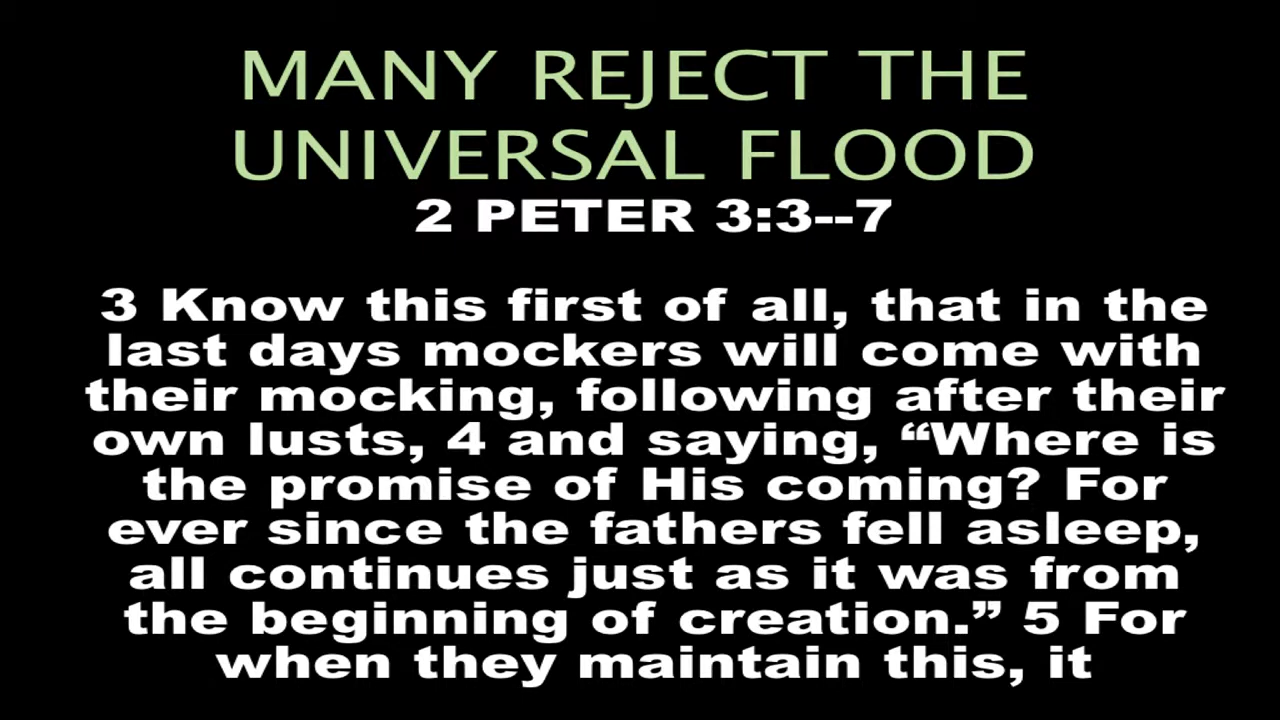 MANY REJECT THE
UNIVERSAL FLOOD
2 PETER 3:3--7
3 Know this first of all, that in the
last days mockers will come with
their mocking, following after their
own lusts, 4 and saying, “Where is
the promise of His coming? For
ever since the fathers fell asleep,
all continues just as it was from
the beginning of creation.” 5 For
when they maintain this, it